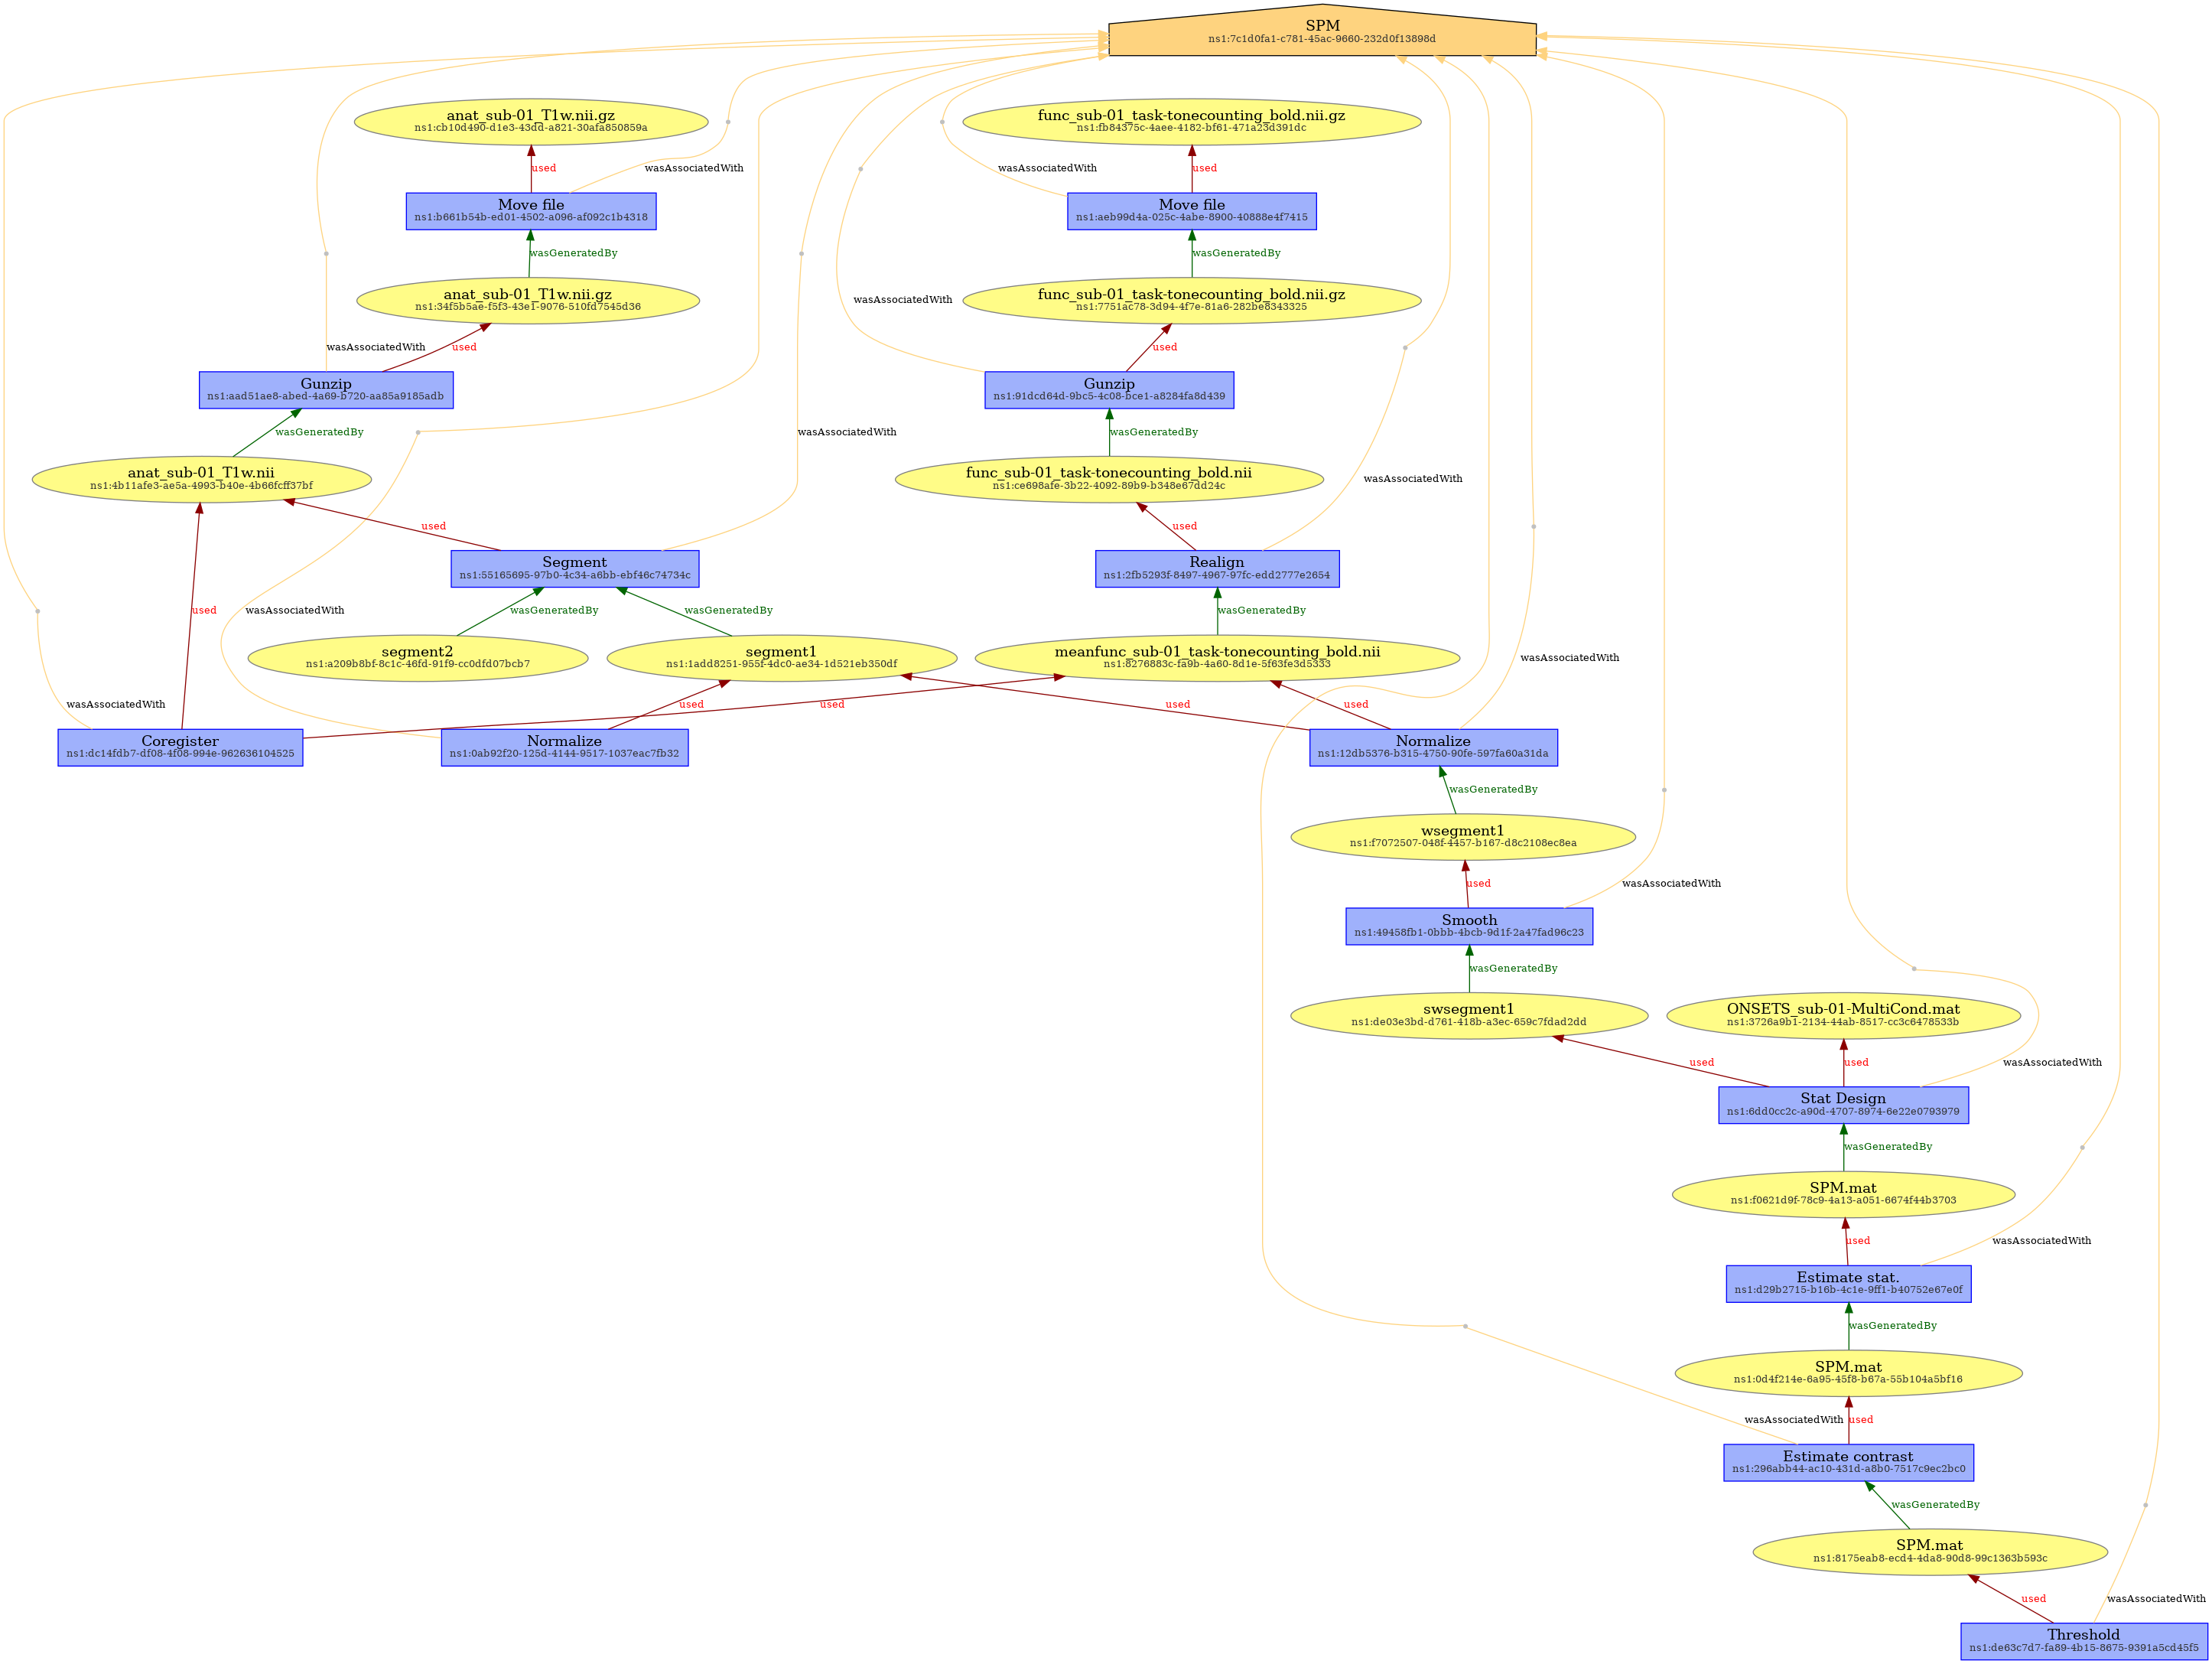 SPM
ns1:7c1d0fa1-c781-45ac-9660-232d0f13898d
anat_sub-01_T1w.nii.gz
ns1:cb10d490-d1e3-43dd-a821-30afa850859a
func_sub-01_task-tonecounting_bold.nii.gz
ns1:fb84375c-4aee-4182-bf61-471a23d391dc
used
wasAssociatedWith
wasAssociatedWith
used
Move file
ns1:b661b54b-ed01-4502-a096-af092c1b4318
Move file
ns1:aeb99d4a-025c-4abe-8900-40888e4f7415
wasGeneratedBy
wasGeneratedBy
anat_sub-01_T1w.nii.gz
ns1:34f5b5ae-f5f3-43e1-9076-510fd7545d36
wasAssociatedWith
func_sub-01_task-tonecounting_bold.nii.gz
ns1:7751ac78-3d94-4f7e-81a6-282be8343325
wasAssociatedWith
used
used
Gunzip
ns1:aad51ae8-abed-4a69-b720-aa85a9185adb
Gunzip
ns1:91dcd64d-9bc5-4c08-bce1-a8284fa8d439
wasGeneratedBy
wasAssociatedWith
wasGeneratedBy
anat_sub-01_T1w.nii
ns1:4b11afe3-ae5a-4993-b40e-4b66fcff37bf
func_sub-01_task-tonecounting_bold.nii
ns1:ce698afe-3b22-4092-89b9-b348e67dd24c
wasAssociatedWith
used
used
Segment
ns1:55165695-97b0-4c34-a6bb-ebf46c74734c
Realign
ns1:2fb5293f-8497-4967-97fc-edd2777e2654
used
wasAssociatedWith
wasGeneratedBy
wasGeneratedBy
wasGeneratedBy
segment2
ns1:a209b8bf-8c1c-46fd-91f9-cc0dfd07bcb7
segment1
ns1:1add8251-955f-4dc0-ae34-1d521eb350df
meanfunc_sub-01_task-tonecounting_bold.nii
ns1:8276883c-fa9b-4a60-8d1e-5f63fe3d5333
wasAssociatedWith
wasAssociatedWith
used
used
used
used
Coregister
ns1:dc14fdb7-df08-4f08-994e-962636104525
Normalize
ns1:0ab92f20-125d-4144-9517-1037eac7fb32
Normalize
ns1:12db5376-b315-4750-90fe-597fa60a31da
wasGeneratedBy
wsegment1
ns1:f7072507-048f-4457-b167-d8c2108ec8ea
used
wasAssociatedWith
Smooth
ns1:49458fb1-0bbb-4bcb-9d1f-2a47fad96c23
wasGeneratedBy
swsegment1
ns1:de03e3bd-d761-418b-a3ec-659c7fdad2dd
ONSETS_sub-01-MultiCond.mat
ns1:3726a9b1-2134-44ab-8517-cc3c6478533b
used
used
wasAssociatedWith
Stat Design
ns1:6dd0cc2c-a90d-4707-8974-6e22e0793979
wasGeneratedBy
SPM.mat
ns1:f0621d9f-78c9-4a13-a051-6674f44b3703
used
wasAssociatedWith
Estimate stat.
ns1:d29b2715-b16b-4c1e-9ff1-b40752e67e0f
wasGeneratedBy
SPM.mat
ns1:0d4f214e-6a95-45f8-b67a-55b104a5bf16
wasAssociatedWith
used
Estimate contrast
ns1:296abb44-ac10-431d-a8b0-7517c9ec2bc0
wasGeneratedBy
SPM.mat
ns1:8175eab8-ecd4-4da8-90d8-99c1363b593c
used
wasAssociatedWith
Threshold
ns1:de63c7d7-fa89-4b15-8675-9391a5cd45f5